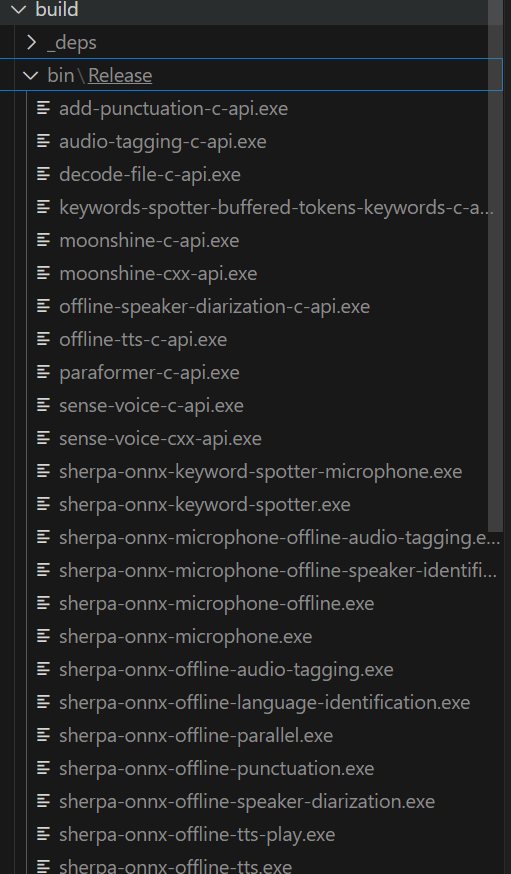 build
_deps
bin\Release
add-punctuation-c-api.exe
audio-tagging-c-api.exe
decode-file-c-api.exe
keywords-spotter-buffered-tokens-keywords-c-a...
moonshine-c-api.exe
moonshine-cxx-api.exe
offline-speaker-diarization-c-api.exe
offline-tts-c-api.exe
paraformer-c-api.exe
sense-voice-c-api.exe
sense-voice-cxx-api.exe
sherpa-onnx-keyword-spotter-microphone.exe
sherpa-onnx-keyword-spotter.exe
sherpa-onnx-microphone-offline-audio-tagging.e...
sherpa-onnx-microphone-offline-speaker-identifi...
sherpa-onnx-microphone-offline.exe
sherpa-onnx-microphone.exe
sherpa-onnx-offline-audio-tagging.exe
sherpa-onnx-offline-language-identification.exe
sherpa-onnx-offline-parallel.exe
sherpa-onnx-offline-punctuation.exe
sherpa-onnx-offline-speaker-diarization.exe
sherpa-onnx-offline-tts-play.exe
sherpa-onnx-offline-tts.exe